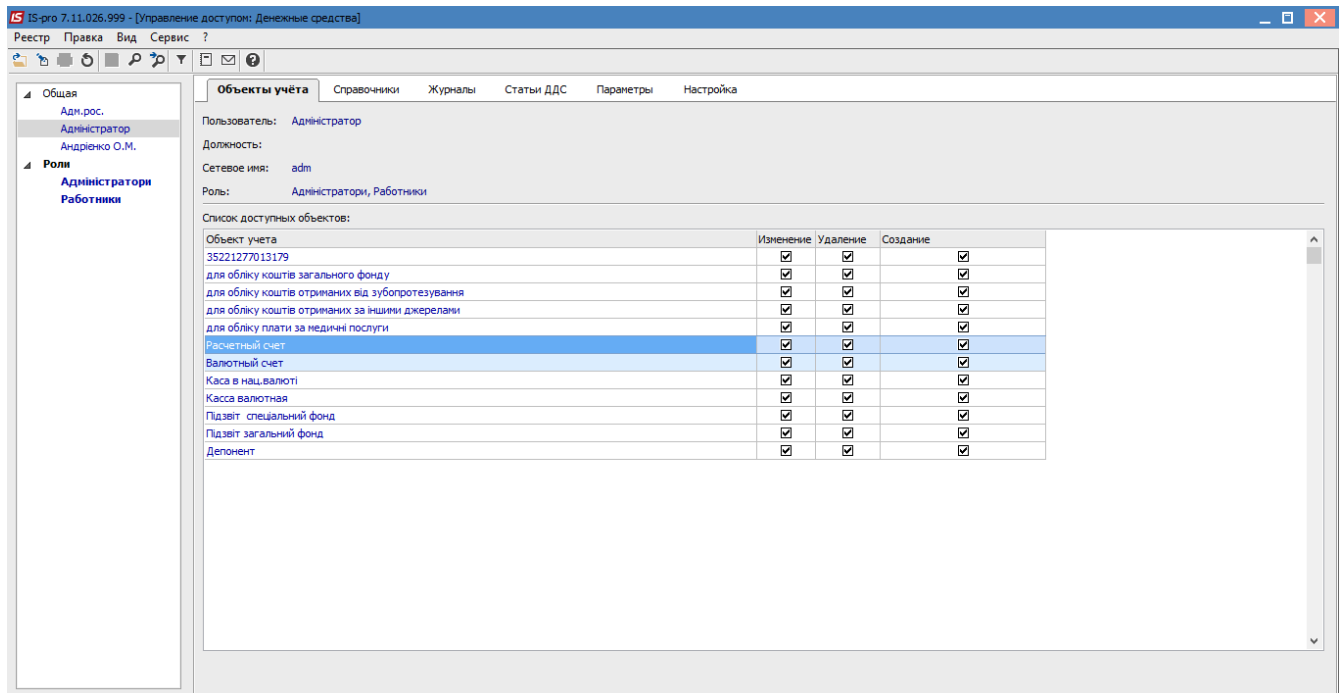 IS IS-pro 7.11.026.999 - [Управление доступом: Денежные средства]
Реестр Правка Вид Сервис ?
Общая
Адм.рос.
Адміністратор
Андрієнко О.М.
Роли
Адміністратори
Работники
Объекты учёта Справочники Журналы Статьи ДДС Параметры Настройка
Пользователь: Адміністратор
Должность:
Сетевое имя: adm
Роль: Адміністратори, Работники
Список доступных объектов:
Объект учета Изменение Удаление Создание
35221277013179
для обліку коштів загального фонду
для обліку коштів отриманих від зубопротезування
для обліку коштів отриманих за іншими джерелами
для обліку плати за медичні послуги
Расчетный счет
Валютный счет
Каса в нац.валюті
Касса валютная
Підзвіт спеціальний фонд
Підзвіт загальний фонд
Депонент